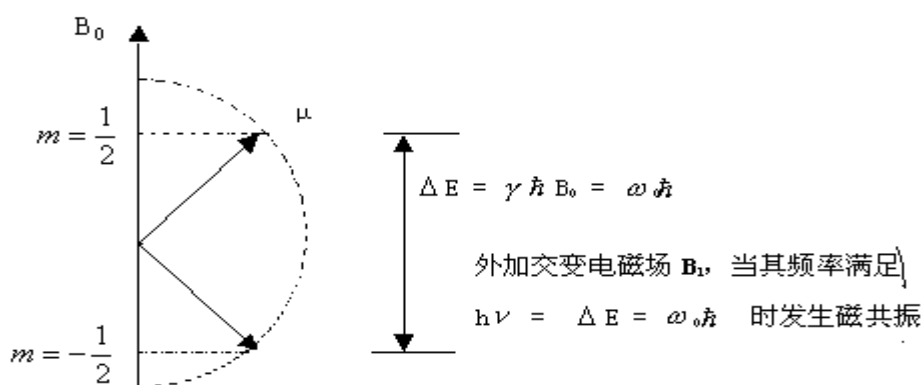 B₀
μ
m = 1/2
ΔE = γℏB₀ = ω₀ℏ
外加交变电磁场 B₁, 当其频率满足
hν = ΔE = ω₀ℏ 时发生磁共振
m = -1/2